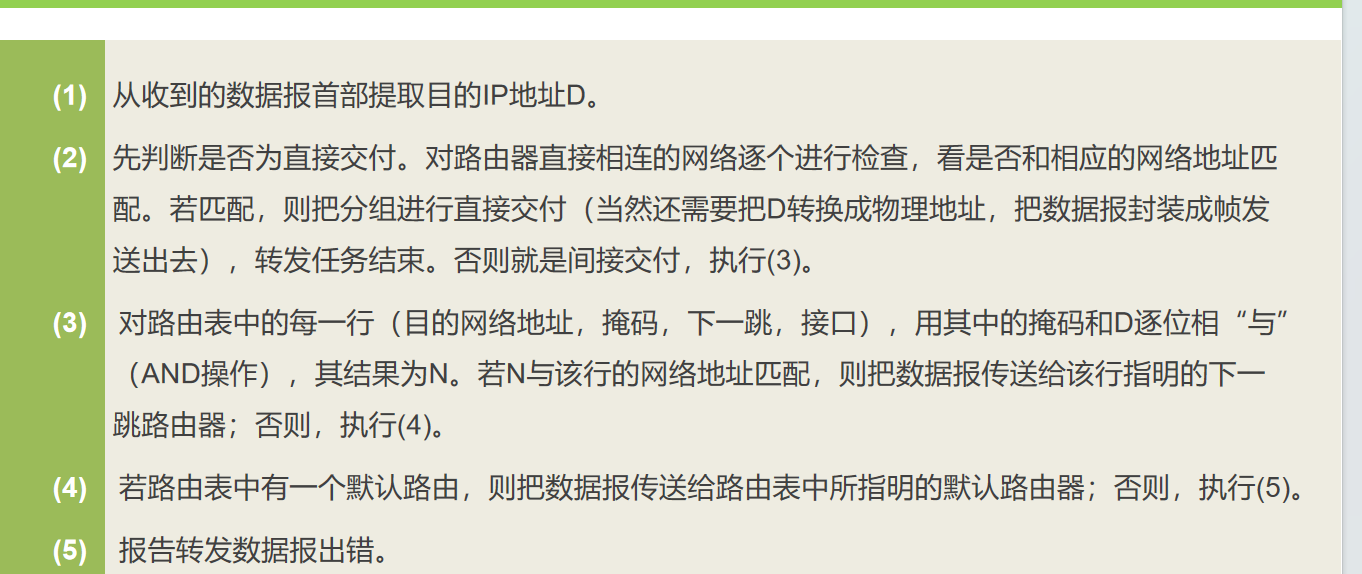 (1) 从收到的数据报首部提取目的IP地址D。
(2) 先判断是否为直接交付。对路由器直接相连的网络逐个进行检查，看是否和相应的网络地址匹
配。若匹配，则把分组进行直接交付（当然还需要把D转换成物理地址，把数据报封装成帧发
送出去），转发任务结束。否则就是间接交付，执行(3)。
(3) 对路由表中的每一行（目的网络地址，掩码，下一跳，接口），用其中的掩码和D逐位相“与”
（AND操作），其结果为N。若N与该行的网络地址匹配，则把数据报传送给该行指明的下一
跳路由器；否则，执行(4)。
(4) 若路由表中有一个默认路由，则把数据报传送给路由表中所指明的默认路由器；否则，执行(5)。
(5) 报告转发数据报出错。